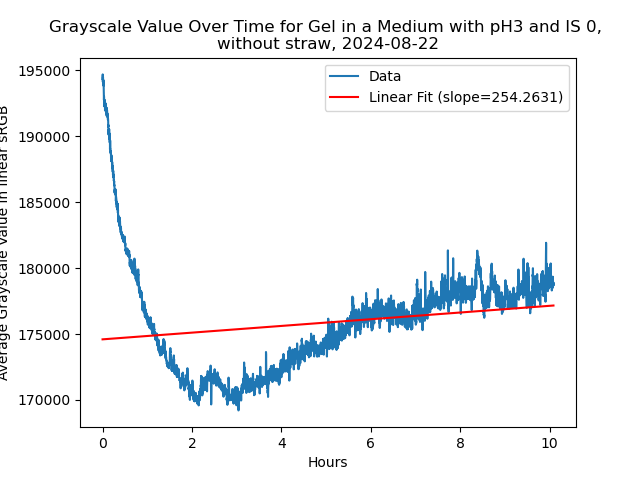 Grayscale Value Over Time for Gel in a Medium with pH3 and IS 0,
without straw, 2024-08-22
Data
Linear Fit (slope=254.2631)
195000
190000
185000
180000
175000
170000
Average Grayscale Value in linear sRGB
0 2 4 6 8 10
Hours